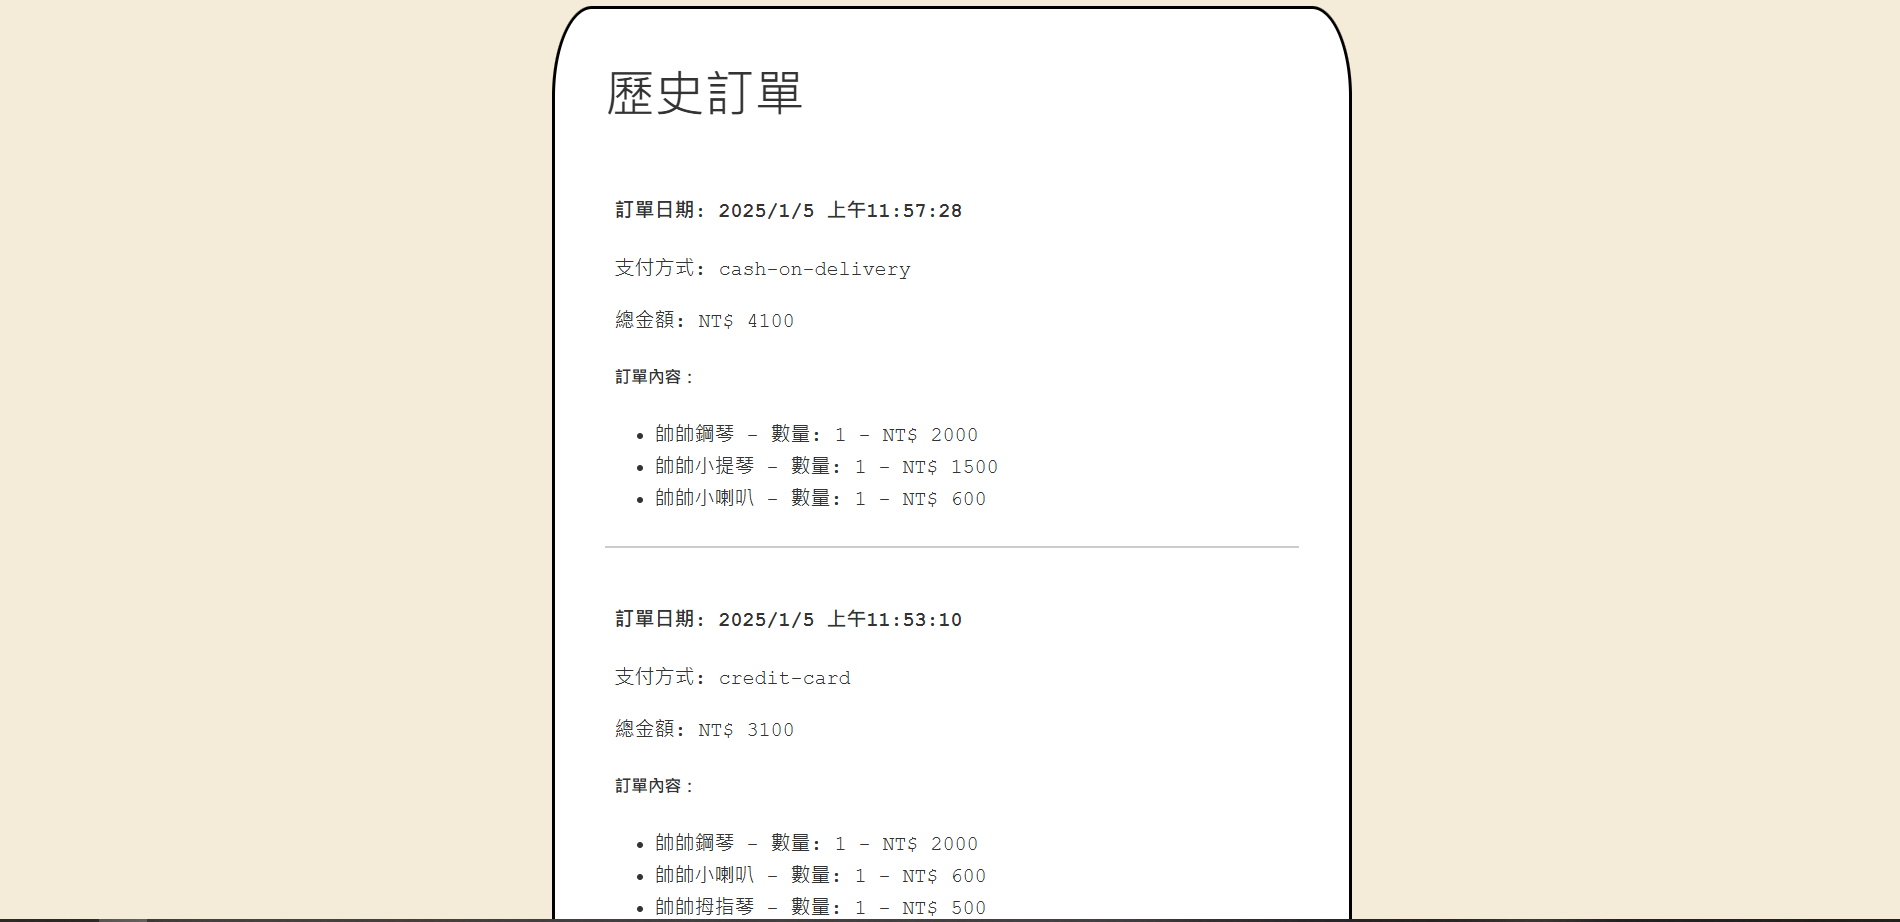 歷史訂單
訂單日期: 2025/1/5 上午11:57:28
支付方式: cash-on-delivery
總金額: NT$ 4100
訂單內容：
• 帥帥鋼琴 - 數量: 1 - NT$ 2000
• 帥帥小提琴 - 數量: 1 - NT$ 1500
• 帥帥小喇叭 - 數量: 1 - NT$ 600
訂單日期: 2025/1/5 上午11:53:10
支付方式: credit-card
總金額: NT$ 3100
訂單內容：
• 帥帥鋼琴 - 數量: 1 - NT$ 2000
• 帥帥小喇叭 - 數量: 1 - NT$ 600
• 帥帥拇指琴 - 數量: 1 - NT$ 500